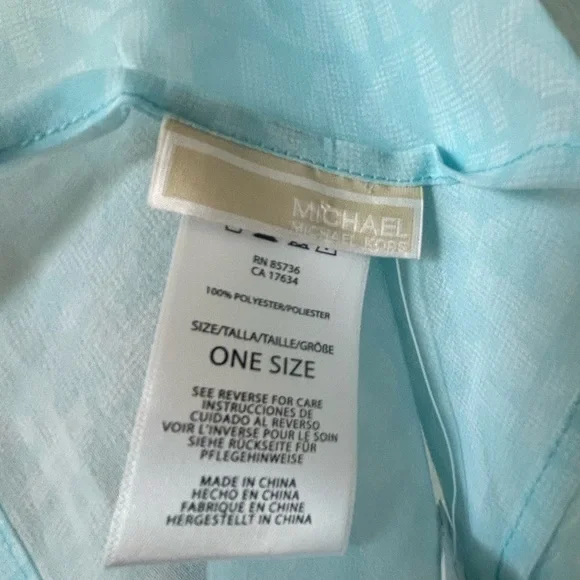 MICHAEL
MICHAEL KORS
RN 85736
CA 17634
100% POLYESTER/POLIESTER
SIZE/TALLA/TAILLE/GRÖßE
ONE SIZE
SEE REVERSE FOR CARE
INSTRUCCIONES DE
CUIDADO AL REVERSO
VOIR L'INVERSE POUR LE SOIN
SIEHE RÜCKSEITE FÜR
PFLEGEHINWEISE
MADE IN CHINA
HECHO EN CHINA
FABRIQUE EN CHINE
HERGESTELLT IN CHINA